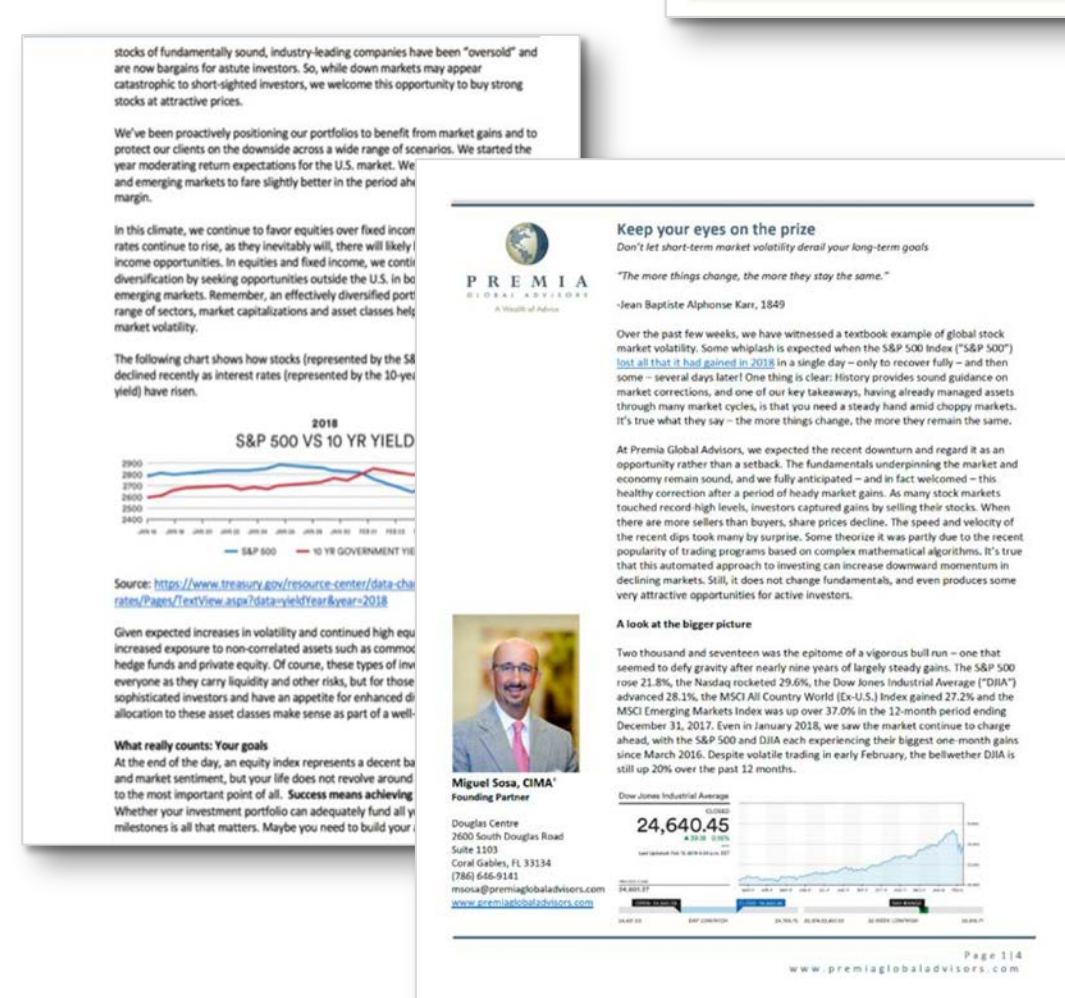 stocks of fundamentally sound, industry-leading companies have been “oversold” and
are now bargains for astute investors. So, while down markets may appear
catastrophic to short-sighted investors, we welcome this opportunity to buy strong
stocks at attractive prices.
We’ve been proactively positioning our portfolios to benefit from market gains and to
protect our clients on the downside across a wide range of scenarios. We started the
year moderating return expectations for the U.S. market. We
and emerging markets to fare slightly better in the period
margin.
In this climate, we continue to favor equities over fixed
rates continue to rise, as they inevitably will, there will likely
income opportunities. In equities and fixed income, we
diversification by seeking opportunities outside the U.S. in
emerging markets. Remember, an effectively diversified
range of sectors, market capitalizations and asset classes
market volatility.
The following chart shows how stocks (represented by the
declined recently as interest rates (represented by the
yield) have risen.
2018
S&P 500 VS 10 YR YIELD
2900
2800
2700
2600
2500
2400
S&P 500
10 YR GOVERNMENT
Source: https://www.treasury.gov/resource-center/data-cha
rates/Pages/TextView.aspx?data=yieldYear&year=2018
Given expected increases in volatility and continued high
increased exposure to non-correlated assets such as
hedge funds and private equity. Of course, these types of
everyone as they carry liquidity and other risks, but for those
sophisticated investors and have an appetite for enhanced
allocation to these asset classes make sense as part of a
What really counts: Your goals
At the end of the day, an equity index represents a decent
and market sentiment, but your life does not revolve around
to the most important point of all. Success means achieving
Whether your investment portfolio can adequately fund all
milestones is all that matters. Maybe you need to build your
PREMIA
GLOBAL ADVISORS
A Wealth of Advice
Keep your eyes on the prize
Don’t let short-term market volatility derail your long-term goals
“The more things change, the more they stay the same.”
-Jean Baptiste Alphonse Karr, 1849
Over the past few weeks, we have witnessed a textbook example of global stock
market volatility. Some whiplash is expected when the S&P 500 Index (“S&P 500”)
lost all that it had gained in 2018 in a single day – only to recover fully – and then
some – several days later! One thing is clear: History provides sound guidance on
market corrections, and one of our key takeaways, having already managed assets
through many market cycles, is that you need a steady hand amid choppy markets.
It’s true what they say – the more things change, the more they remain the same.
At Premia Global Advisors, we expected the recent downturn and regard it as an
opportunity rather than a setback. The fundamentals underpinning the market and
economy remain sound, and we fully anticipated – and in fact welcomed – this
healthy correction after a period of heady market gains. As many stock markets
touched record-high levels, investors captured gains by selling their stocks. When
there are more sellers than buyers, share prices decline. The speed and velocity of
the recent dips took many by surprise. Some theorize it was partly due to the recent
popularity of trading programs based on complex mathematical algorithms. It’s true
that this automated approach to investing can increase downward momentum in
declining markets. Still, it does not change fundamentals, and even produces some
very attractive opportunities for active investors.
A look at the bigger picture
Two thousand and seventeen was the epitome of a vigorous bull run – one that
seemed to defy gravity after nearly nine years of largely steady gains. The S&P 500
rose 21.8%, the Nasdaq rocketed 29.6%, the Dow Jones Industrial Average (“DJIA”)
advanced 28.1%, the MSCI All Country World (Ex-U.S.) Index gained 27.2% and the
MSCI Emerging Markets Index was up over 37.0% in the 12-month period ending
December 31, 2017. Even in January 2018, we saw the market continue to charge
ahead, with the S&P 500 and DJIA each experiencing their biggest one-month gains
since March 2016. Despite volatile trading in early February, the bellwether DJIA is
still up 20% over the past 12 months.
Miguel Sosa, CIMA
Founding Partner
Douglas Centre
2600 South Douglas Road
Suite 1103
Coral Gables, FL 33134
(786) 646-9141
msosa@premiaglobaladvisors.com
www.premiaglobaladvisors.com
Dow Jones Industrial Average
CLOSED
24,640.45
Page 1|4
www.premiaglobaladvisors.com